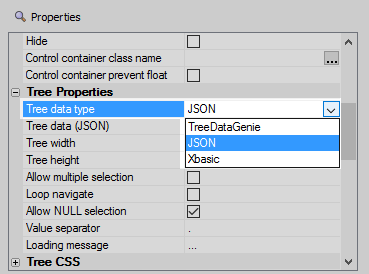 Properties
Hide
Control container class name ...
Control container prevent float
Tree Properties
Tree data type JSON
Tree data (JSON) TreeDataGenie
Tree width JSON
Tree height Xbasic
Allow multiple selection
Loop navigate
Allow NULL selection
Value separator .
Loading message ...
Tree CSS